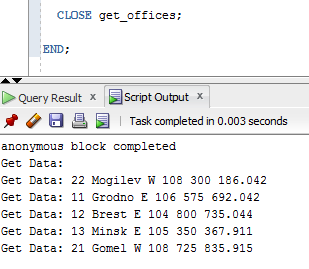 CLOSE get_offices;
END;
Query Result x Script Output x
Task completed in 0.003 seconds
anonymous block completed
Get Data:
Get Data: 22 Mogilev W 108 300 186.042
Get Data: 11 Grodno E 106 575 692.042
Get Data: 12 Brest E 104 800 735.044
Get Data: 13 Minsk E 105 350 367.911
Get Data: 21 Gomel W 108 725 835.915